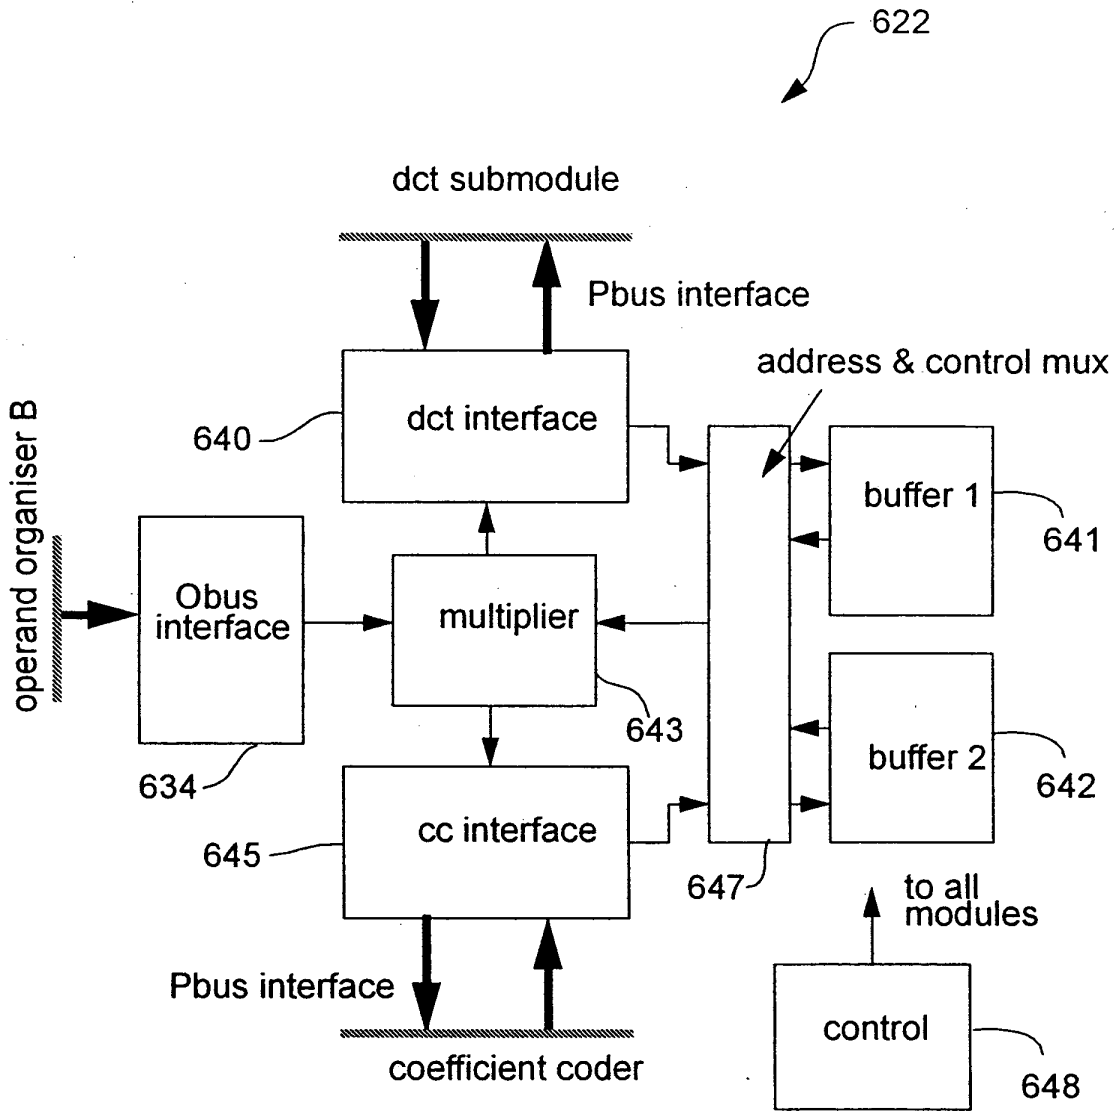 622
dct submodule
Pbus interface
address & control mux
dct interface
640
buffer 1
641
operand organiser B
Obus
interface
multiplier
634
643
buffer 2
642
cc interface
645
647
to all
modules
Pbus interface
control
coefficient coder
648